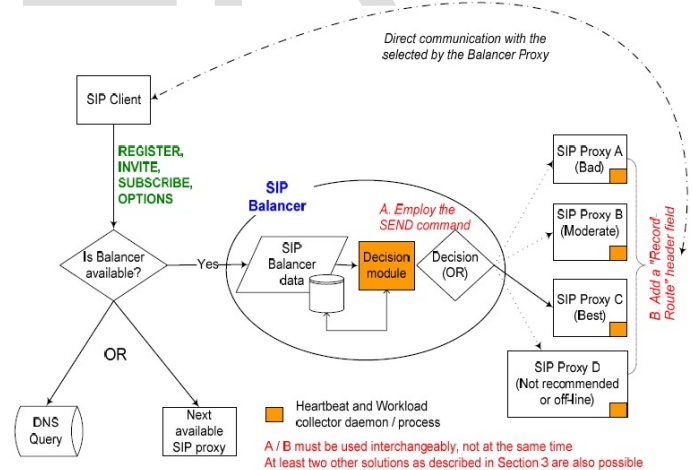 Direct communication with the
selected by the Balancer Proxy
SIP Client
REGISTER,
INVITE,
SUBSCRIBE,
OPTIONS
SIP
Balancer
A. Employ the
SEND command
SIP Proxy A
(Bad)
SIP Proxy B
(Moderate)
SIP Proxy C
(Best)
SIP Proxy D
(Not recommended
or off-line)
B. Add a "Record-
Route" header field
Is Balancer
available?
Yes
SIP
Balancer
data
Decision
module
Decision
(OR)
OR
DNS
Query
Next
available
SIP proxy
Heartbeat and Workload
collector daemon / process
A / B must be used interchangeably, not at the same time
At least two other solutions as described in Section 3 are also possible